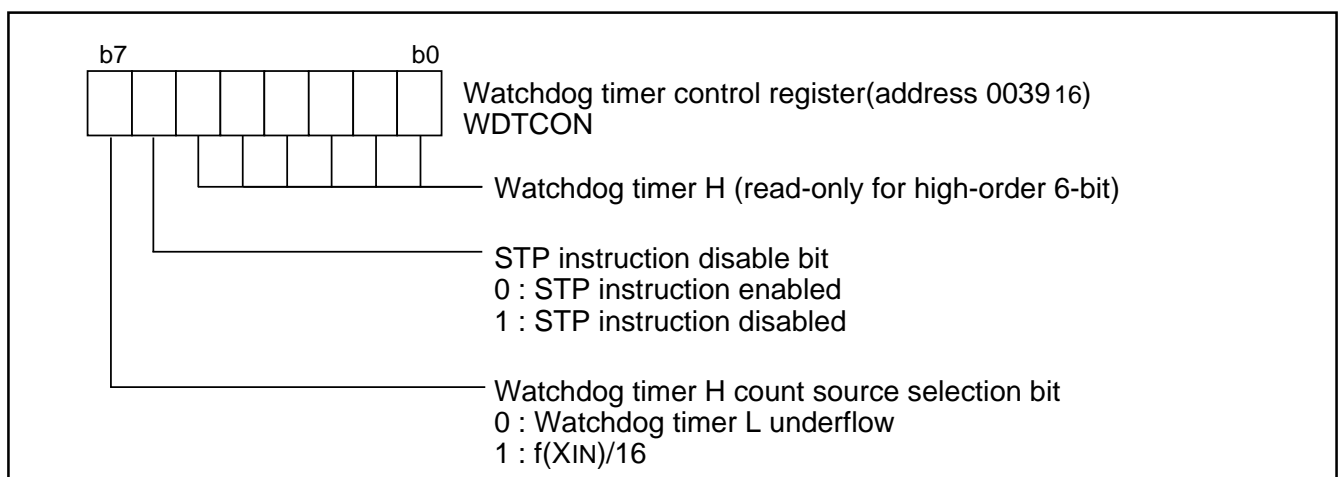 b7 b0
Watchdog timer control register(address 003916)
WDTCON
Watchdog timer H (read-only for high-order 6-bit)
STP instruction disable bit
0 : STP instruction enabled
1 : STP instruction disabled
Watchdog timer H count source selection bit
0 : Watchdog timer L underflow
1 : f(XIN)/16